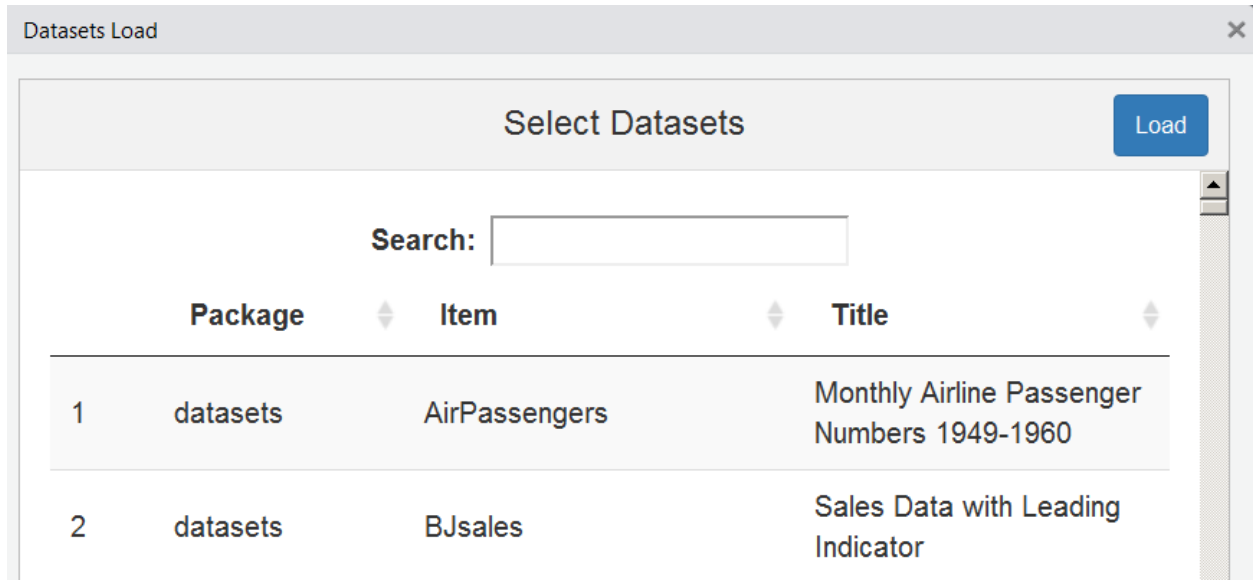 Datasets Load
Select Datasets
Load
Search:
Package Item Title
1 datasets AirPassengers Monthly Airline Passenger
Numbers 1949-1960
2 datasets BJsales Sales Data with Leading
Indicator